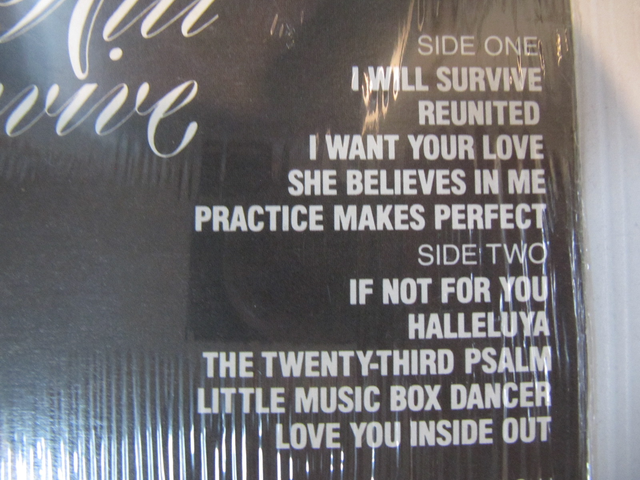 Will
SIDE ONE
I WILL SURVIVE
REUNITED
I WANT YOUR LOVE
SHE BELIEVES IN ME
PRACTICE MAKES PERFECT
SIDE TWO
IF NOT FOR YOU
HALLELUYA
THE TWENTY-THIRD PSALM
LITTLE MUSIC BOX DANCER
LOVE YOU INSIDE OUT